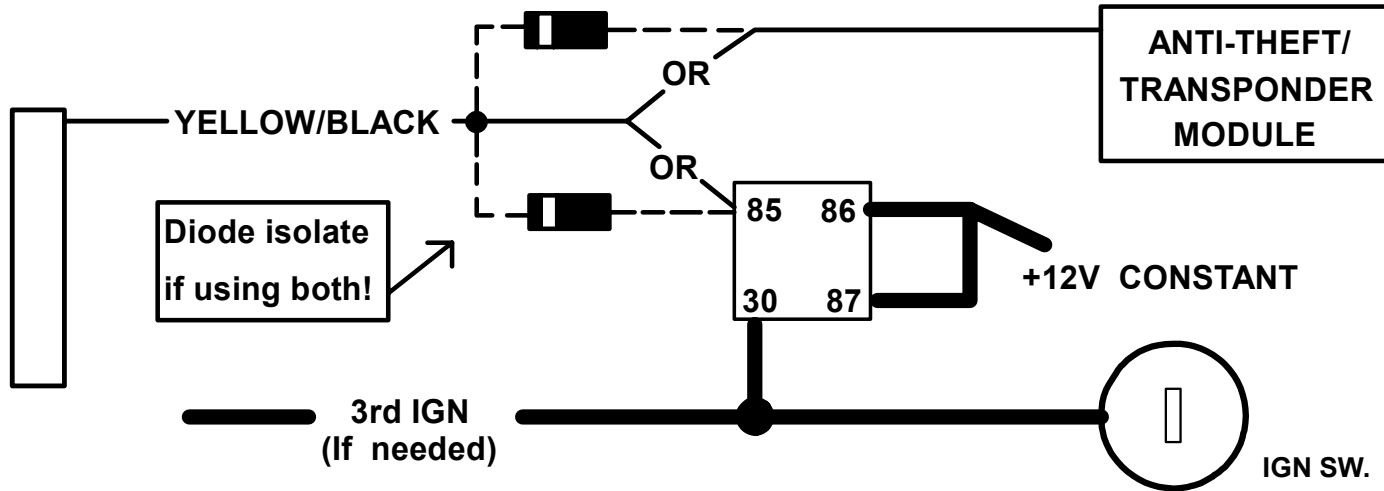 ANTI-THEFT/
TRANSPONDER
MODULE
OR
YELLOW/BLACK
OR
Diode isolate
if using both!
85 86
30 87
+12V CONSTANT
3rd IGN
(If needed)
IGN SW.